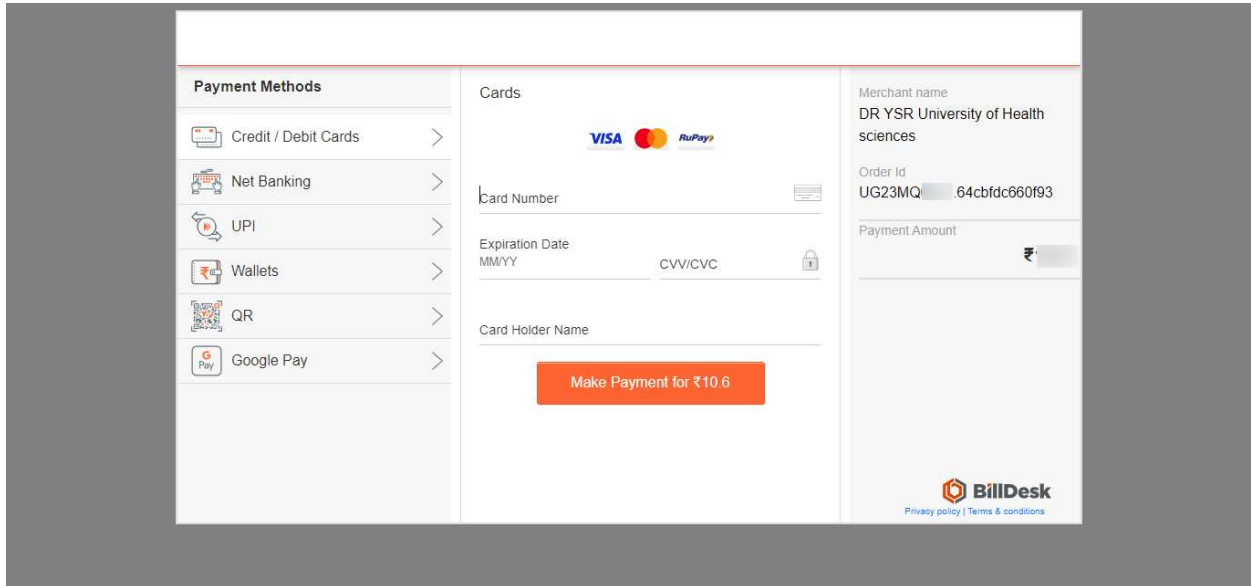 Payment Methods
Credit / Debit Cards
Net Banking
UPI
Wallets
QR
G Pay
Google Pay
Cards
VISA
RuPay
Card Number
Expiration Date
MM/YY
CVV/CVC
Card Holder Name
Make Payment for ₹10.6
Merchant name
DR YSR University of Health
sciences
Order Id
UG23MQ .64cbfdc660f93
Payment Amount
₹
BillDesk
Privacy policy | Terms & conditions